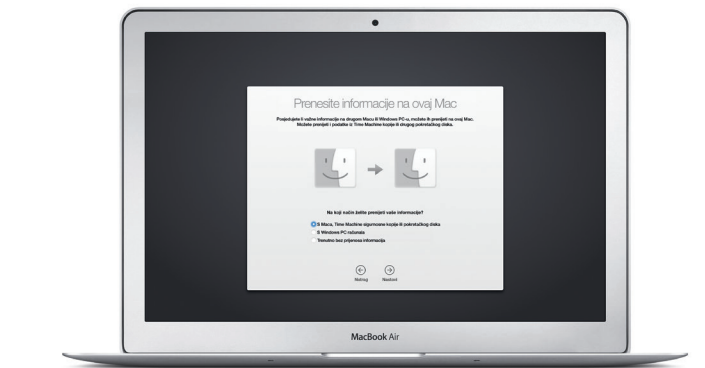 Prenesite informacije na ovaj Mac
Posjedujete li važne informacije na drugom Macu ili Windows PC-u, možete ih prenijeti na ovaj Mac.
Možete prenijeti i podatke iz Time Machine kopije ili drugog pokretačkog diska.
Na koji način želite prenijeti vaše informacije?
S Maca, Time Machine sigurnosne kopije ili pokretačkog diska
S Windows PC računala
Trenutno bez prijenosa informacija
Natrag Nastavi
MacBook Air